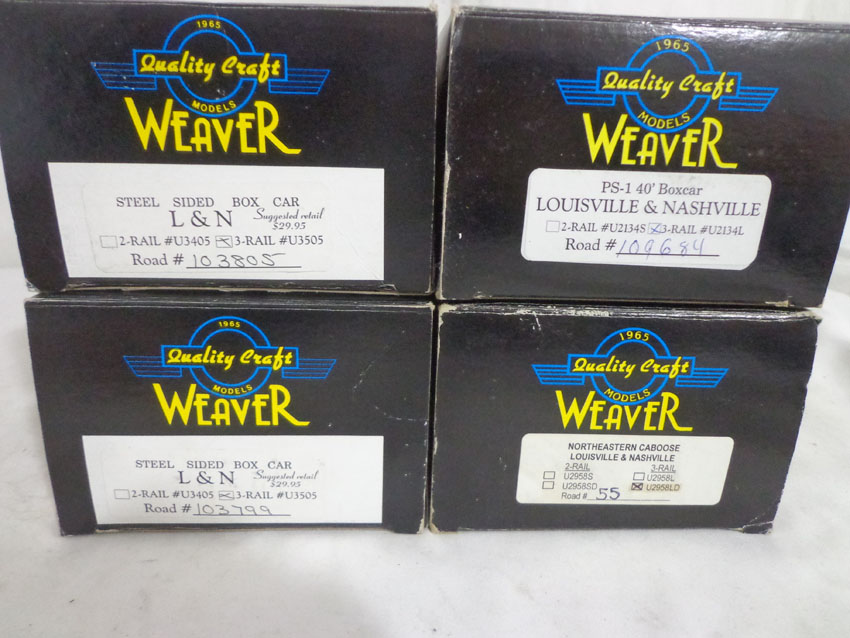 1965
Quality Craft
MODELS
WEAVER
STEEL SIDED BOX CAR
L & N Suggested retail $29.95
2-RAIL #U3405 3-RAIL #U3505
Road # 103805
1965
Quality Craft
MODELS
WEAVER
PS-1 40' Boxcar
LOUISVILLE & NASHVILLE
2-RAIL #U2134S 3-RAIL #U2134L
Road # 109684
1965
Quality Craft
MODELS
WEAVER
STEEL SIDED BOX CAR
L & N Suggested retail $29.95
2-RAIL #U3405 3-RAIL #U3505
Road # 103799
1965
Quality Craft
MODELS
WEAVER
NORTHEASTERN CABOOSE
LOUISVILLE & NASHVILLE
2-RAIL 3-RAIL
U2958S U2958L
U2958SD U2958LD
Road # 55